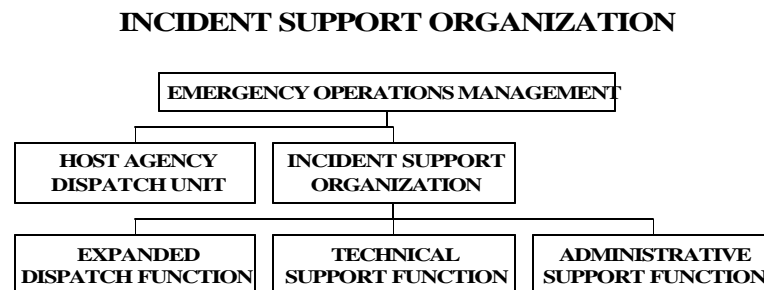 INCIDENT SUPPORT ORGANIZATION
EMERGENCY OPERATIONS MANAGEMENT
HOST AGENCY
DISPATCH UNIT
INCIDENT SUPPORT
ORGANIZATION
EXPANDED
DISPATCH FUNCTION
TECHNICAL
SUPPORT FUNCTION
ADMINISTRATIVE
SUPPORT FUNCTION